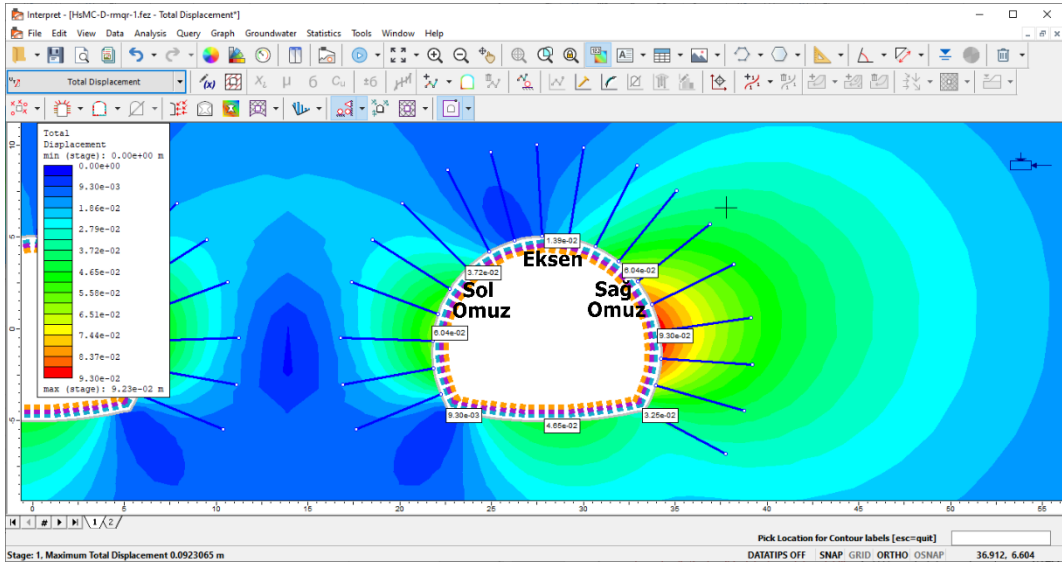 Interpret - [HsMC-D-rmqr-1.fez - Total Displacement*]
File Edit View Data Analysis Query Graph Groundwater Statistics Tools Window Help
Total Displacement
Total
Displacement
min (stage): 0.00e+00 m
0.00e+00
9.30e-03
1.86e-02
2.79e-02
3.72e-02
4.65e-02
5.58e-02
6.51e-02
7.44e-02
8.37e-02
9.30e-02
max (stage): 9.23e-02 m
1.39e-02
Eksen
3.72e-02
6.04e-02
Sol
Omuz
Sağ
Omuz
6.04e-02
9.30e-02
9.30e-03
4.65e-02
3.25e-02
10
5
0
-5
0 5 10 15 20 25 30 35 40 45 50 55
1 2
Pick Location for Contour labels [esc=quit]
Stage: 1, Maximum Total Displacement 0.0923065 m
DATATIPS OFF SNAP GRID ORTHO OSNAP 36.912, 6.604